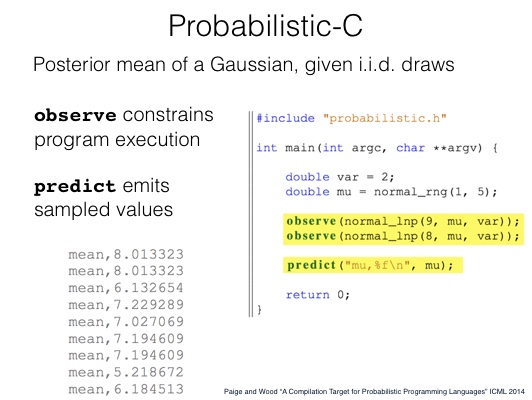 Probabilistic-C
Posterior mean of a Gaussian, given i.i.d. draws
observe constrains
program execution
predict emits
sampled values
mean,8.013323
mean,8.013323
mean,6.132654
mean,7.229289
mean,7.027069
mean,7.194609
mean,7.194609
mean,5.218672
mean,6.184513
#include "probabilistic.h"
int main(int argc, char **argv) {
double var = 2;
double mu = normal_rng(1, 5);
observe(normal_lnp(9, mu, var));
observe(normal_lnp(8, mu, var));
predict("mu,%f\n", mu);
return 0;
}
Paige and Wood "A Compilation Target for Probabilistic Programming Languages" ICML 2014